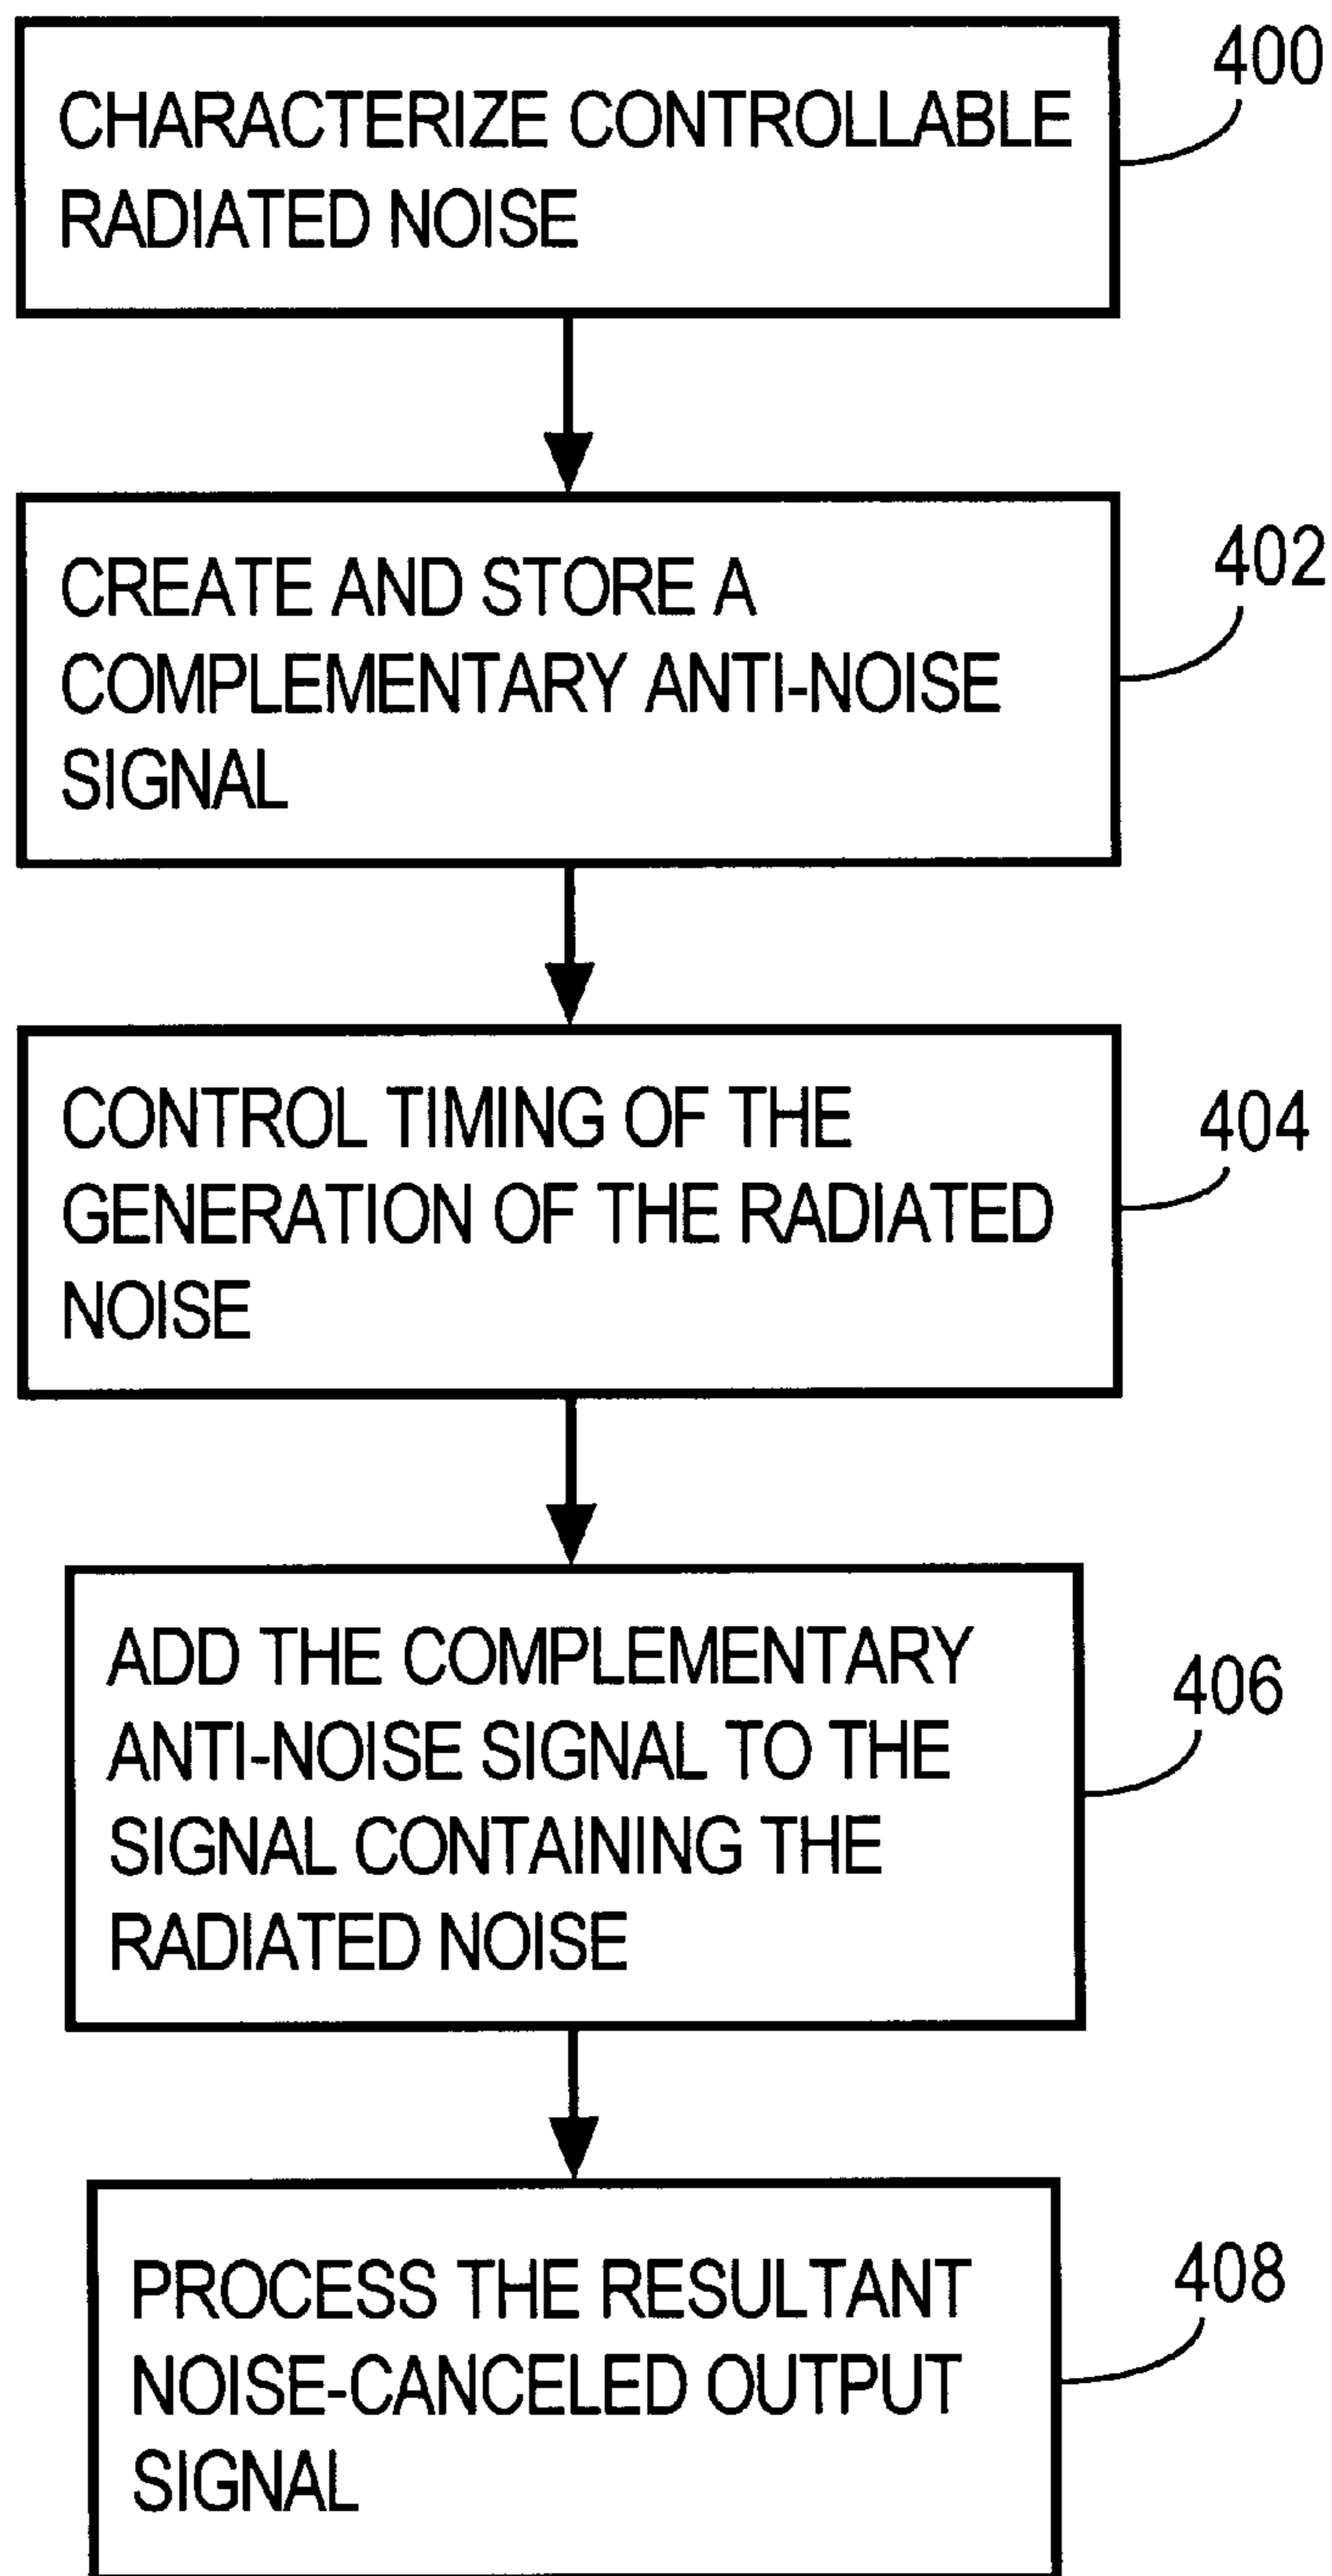 400
CHARACTERIZE CONTROLLABLE
RADIATED NOISE
402
CREATE AND STORE A
COMPLEMENTARY ANTI-NOISE
SIGNAL
404
CONTROL TIMING OF THE
GENERATION OF THE RADIATED
NOISE
406
ADD THE COMPLEMENTARY
ANTI-NOISE SIGNAL TO THE
SIGNAL CONTAINING THE
RADIATED NOISE
408
PROCESS THE RESULTANT
NOISE-CANCELED OUTPUT
SIGNAL